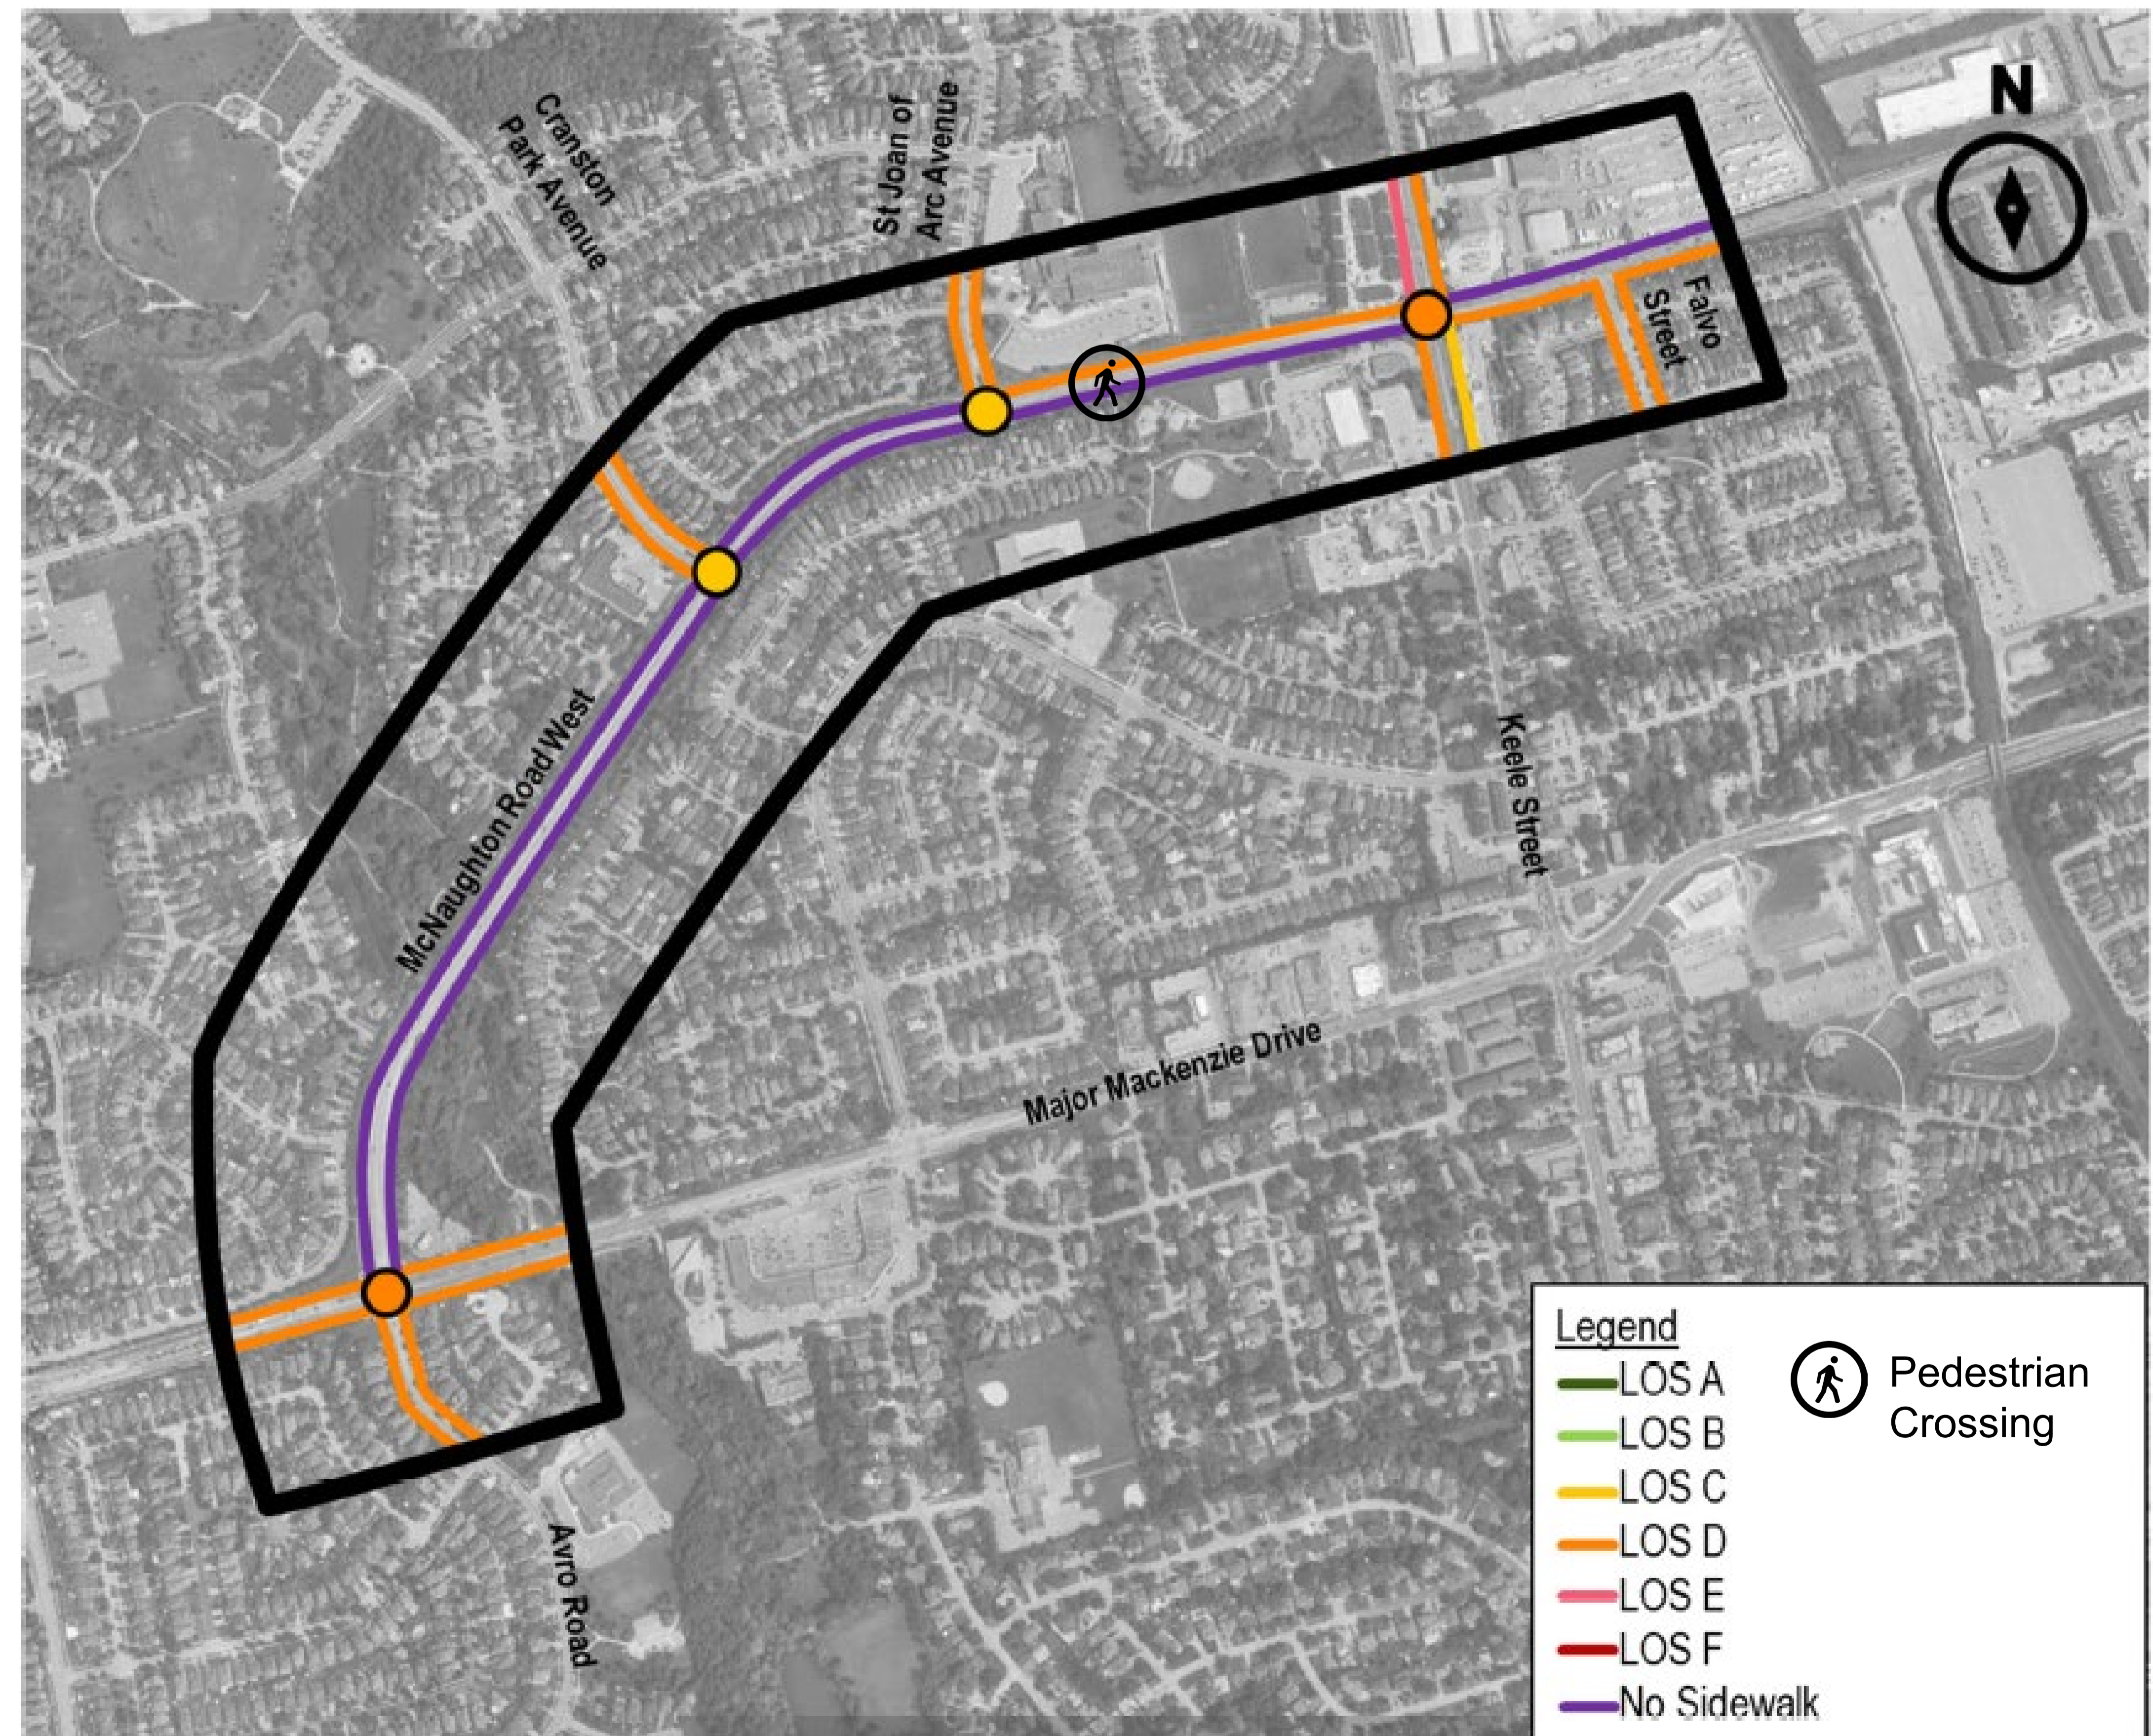 N
Cranston
Park Avenue
St Joan of
Arc Avenue
Falvo
Street
McNaughton Road West
Keele Street
Major Mackenzie Drive
Avro Road
Legend
LOS A
LOS B
LOS C
LOS D
LOS E
LOS F
No Sidewalk
Pedestrian
Crossing